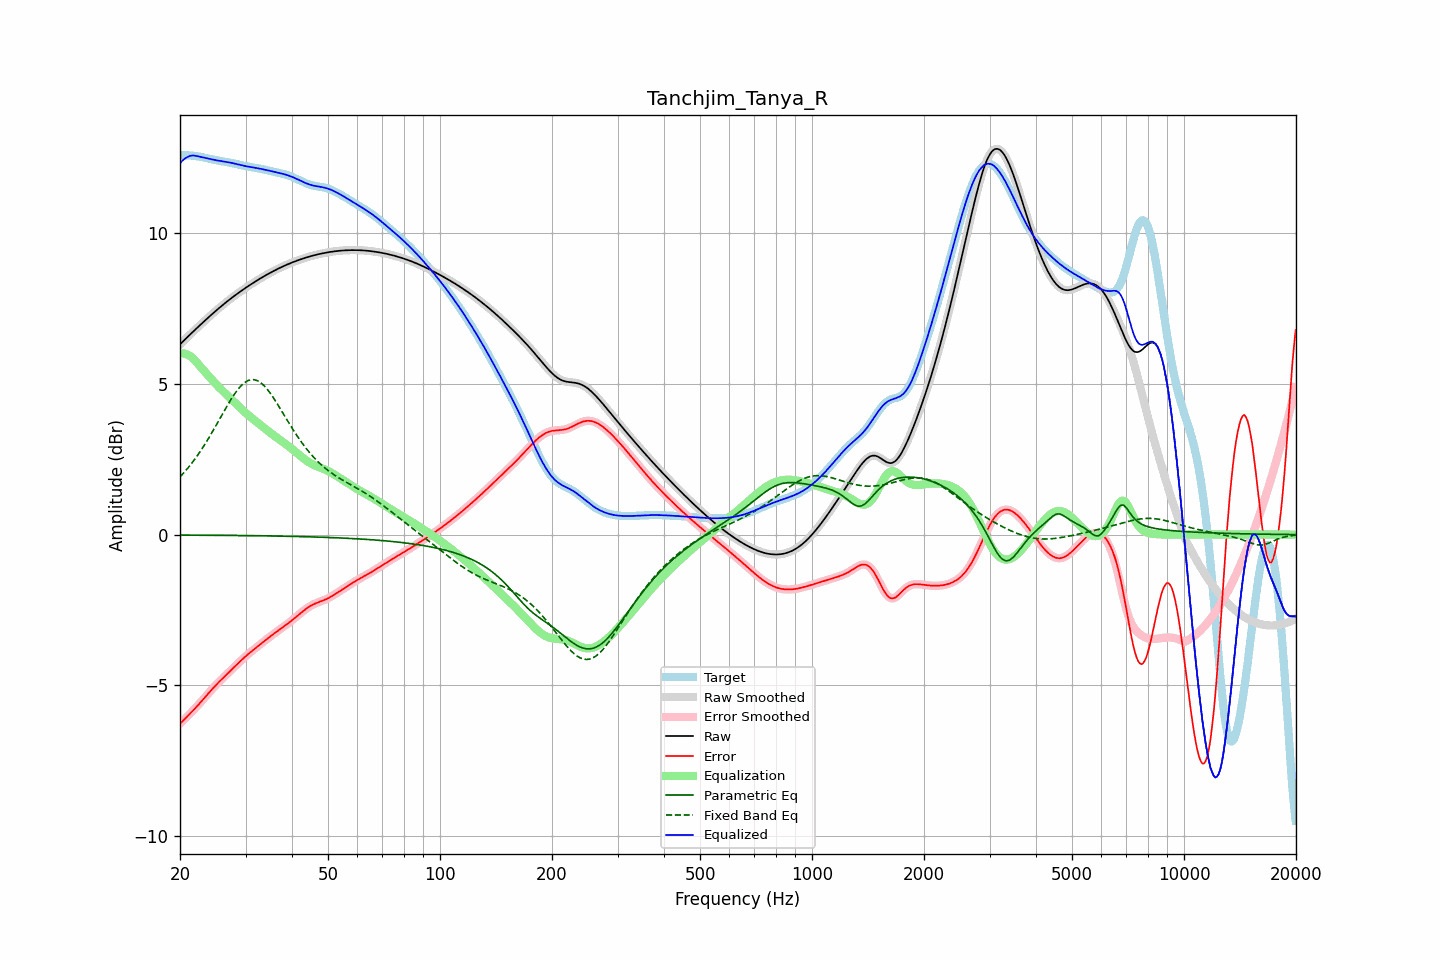 Tanchjim_Tanya_R
Amplitude (dBr)
10
5
0
−5
−10
20
50
100
200
500
1000
2000
5000
10000
20000
Frequency (Hz)
Target
Raw Smoothed
Error Smoothed
Raw
Error
Equalization
Parametric Eq
Fixed Band Eq
Equalized